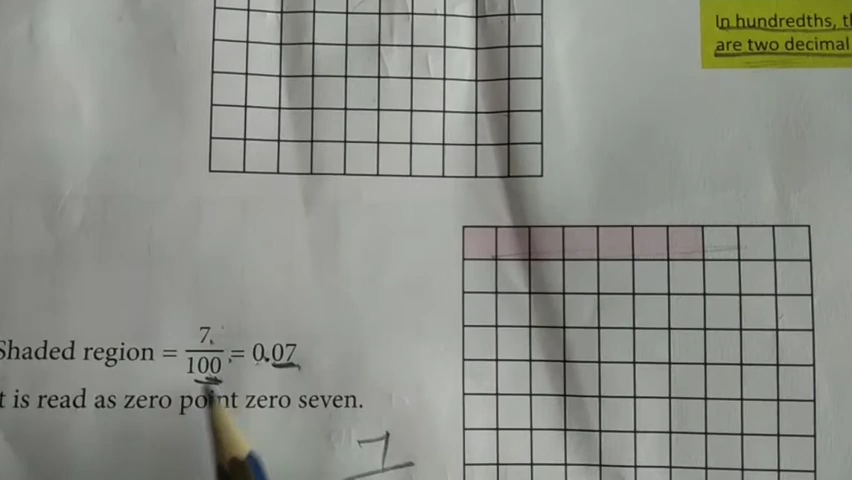 In hundredths,
are two decimal
Shaded region = 7/100 = 0.07
t is read as zero point zero seven.
7